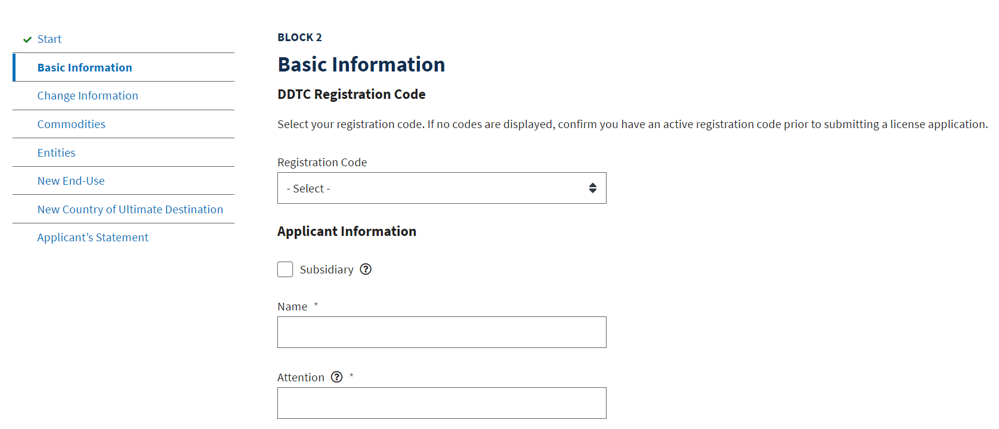 Start
Basic Information
Change Information
Commodities
Entities
New End-Use
New Country of Ultimate Destination
Applicant’s Statement
BLOCK 2
Basic Information
DDTC Registration Code
Select your registration code. If no codes are displayed, confirm you have an active registration code prior to submitting a license application.
Registration Code
- Select -
Applicant Information
Subsidiary ?
Name *
Attention ? *